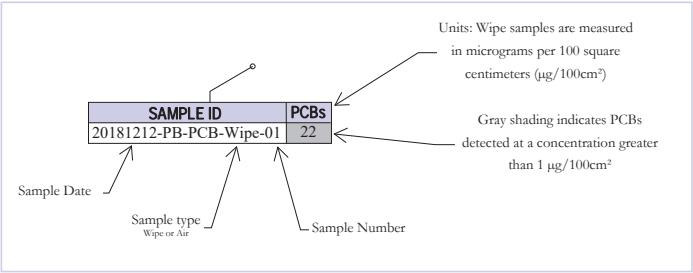 Units: Wipe samples are measured
in micrograms per 100 square
centimeters (µg/100cm²)
SAMPLE ID PCBs
20181212-PB-PCB-Wipe-01 22
Gray shading indicates PCBs
detected at a concentration greater
than 1 µg/100cm²
Sample Date
Sample type
Wipe or Air
Sample Number